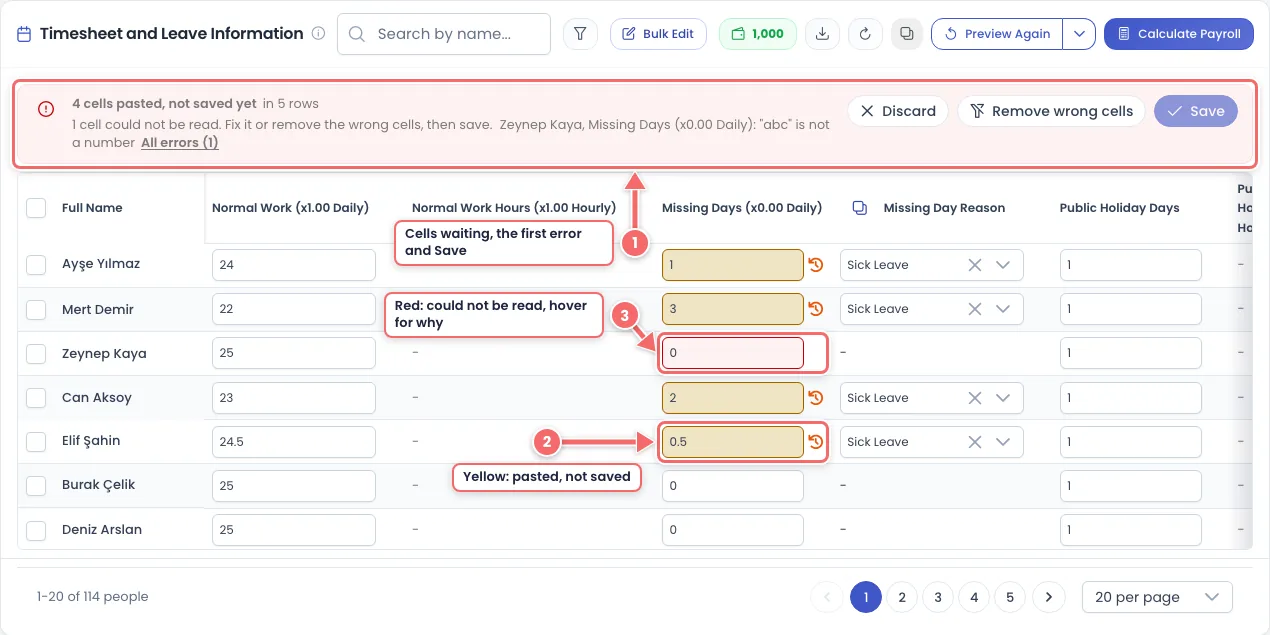 Timesheet and Leave Information
Search by name...
Bulk Edit
1,000
Preview Again
Calculate Payroll
4 cells pasted, not saved yet in 5 rows
1 cell could not be read. Fix it or remove the wrong cells, then save. Zeynep Kaya, Missing Days (x0.00 Daily): "abc" is not
a number All errors (1)
Discard
Remove wrong cells
Save
Full Name
Normal Work (x1.00 Daily)
Normal Work Hours (x1.00 Hourly)
Missing Days (x0.00 Daily)
Missing Day Reason
Public Holiday Days
Pu
Ho
Ho
Cells waiting, the first error
and Save
1
Ayşe Yılmaz 24 1 Sick Leave 1 -
Mert Demir 22 3 Sick Leave 1 -
Red: could not be read, hover
for why
3
Zeynep Kaya 25 - 0 - 1 -
Can Aksoy 23 - 2 Sick Leave 1 -
Elif Şahin 24.5 - 0.5 Sick Leave 1 -
2
Yellow: pasted, not saved
Burak Çelik 25 - 0 - 1 -
Deniz Arslan 25 - 0 - 1 -
1-20 of 114 people
1 2 3 4 5
20 per page